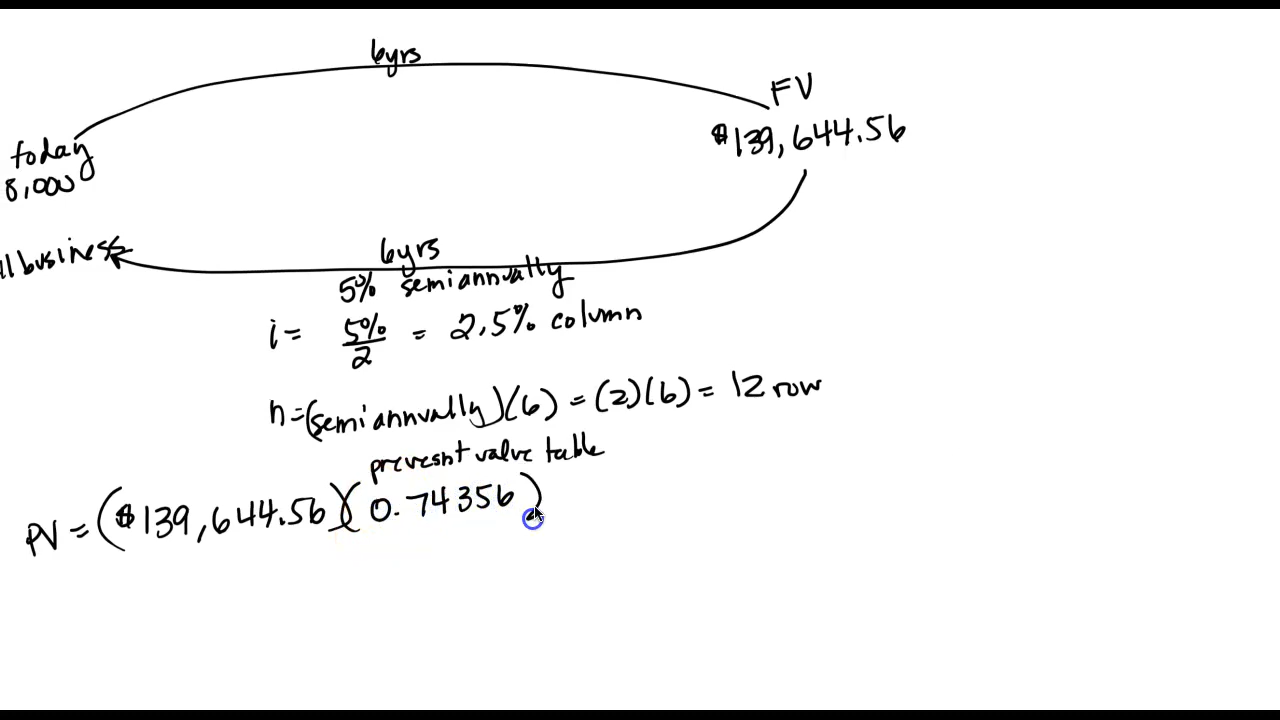 6yrs
FV
$139,644.56
today
8,000
ll business
6yrs
5% semiannually
i = 5%/2 = 2.5% column
n=(semiannually)(6) = (2)(6) = 12 row
presesnt value table
PV = ($139,644.56)(0.74356)